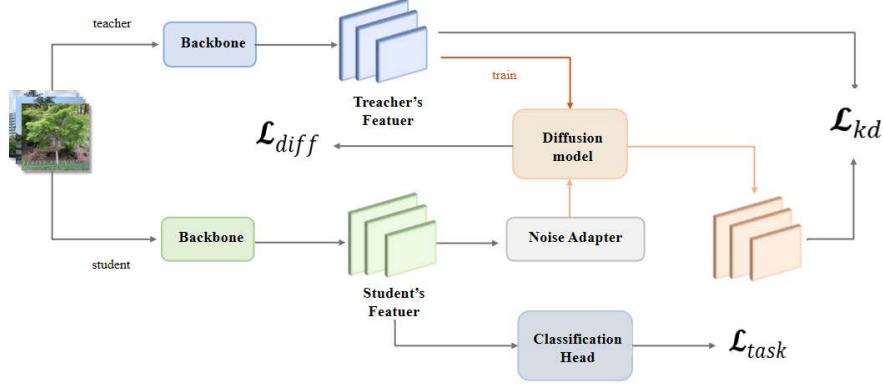 teacher
Backbone
Treacher's
Featuer
train
ℒ_diff
Diffusion
model
ℒ_kd
student
Backbone
Student's
Featuer
Noise Adapter
Classification
Head
ℒ_task